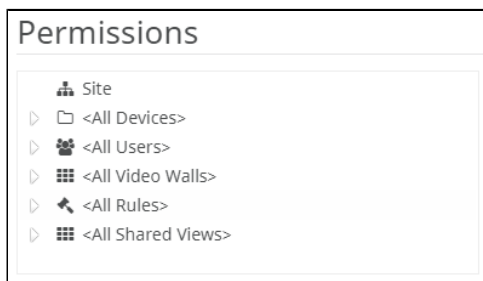 Permissions
Site
<All Devices>
<All Users>
<All Video Walls>
<All Rules>
<All Shared Views>